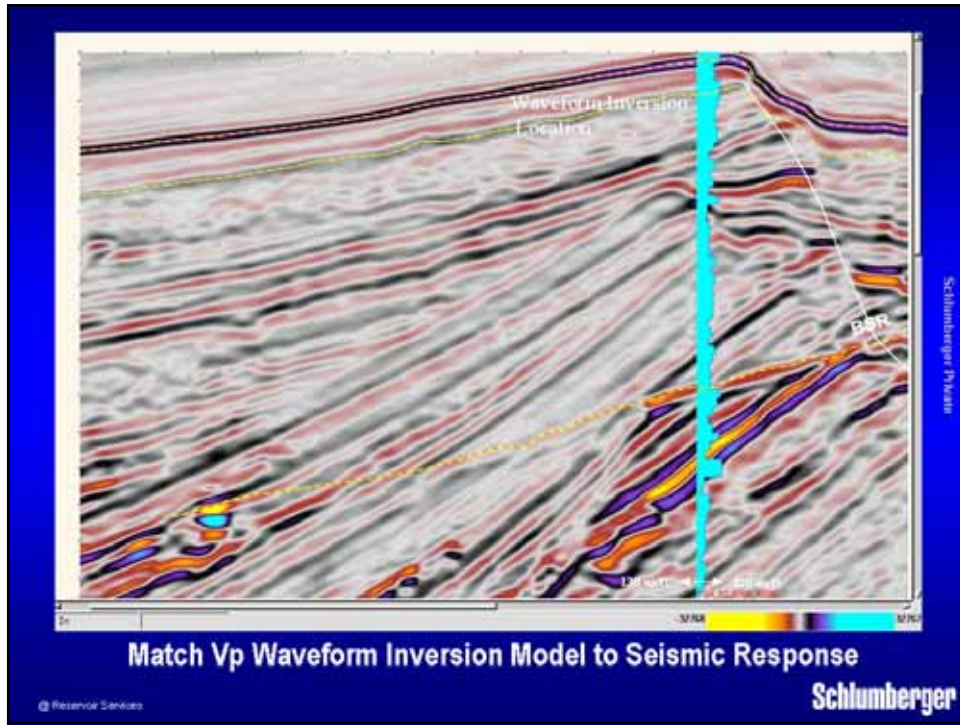 Waveform Inversion
Location
BSR
Schlumberger Private
In
-32768
32767
Match Vp Waveform Inversion Model to Seismic Response
@ Reservoir Services
Schlumberger